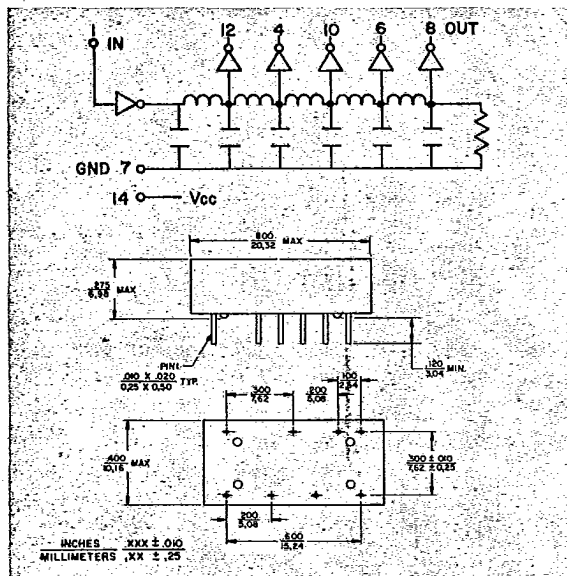 1 IN
12 4 10 6 8 OUT
GND 7
14 Vcc
.800
20,32 MAX
.275
6,98 MAX
PIN 1
.010 X .020
0,25 X 0,50 TYP.
.120
3,04 MIN.
.300
7,62
.200
5,08
.100
2,54
.400
10,16 MAX
.300 ± .010
7,62 ± 0,25
.200
5,08
.600
15,24
INCHES .XXX ± .010
MILLIMETERS ,XX ± ,25